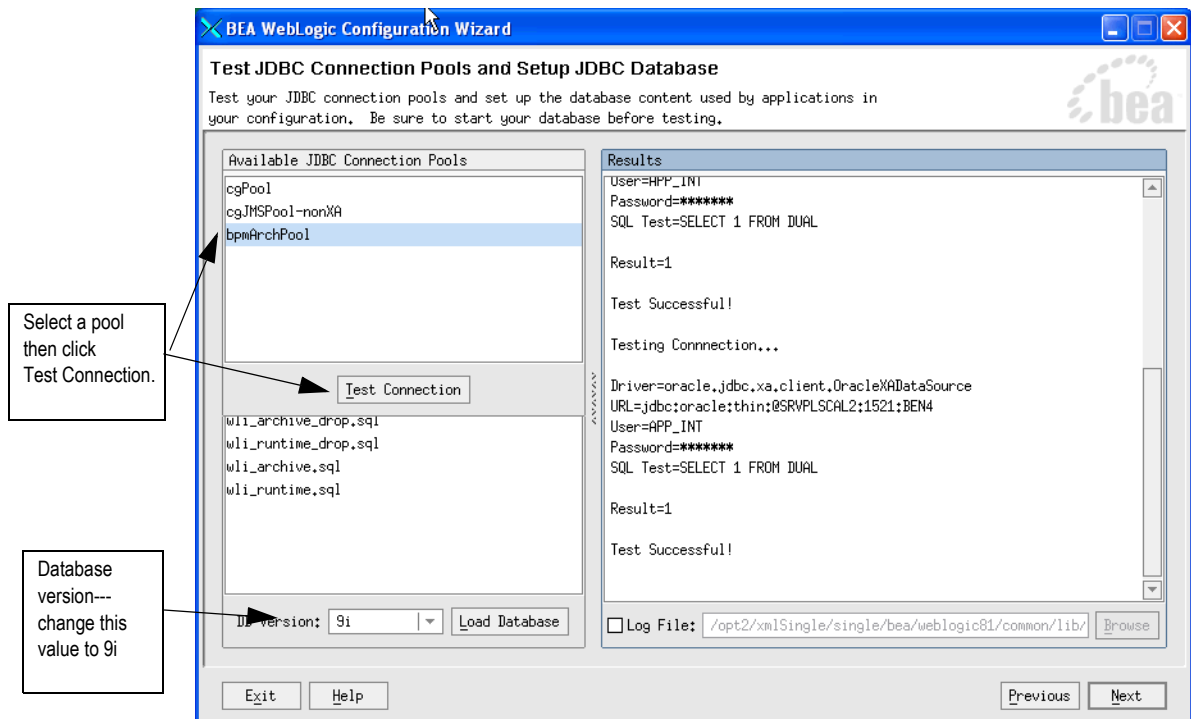 BEA WebLogic Configuration Wizard
Test JDBC Connection Pools and Setup JDBC Database
Test your JDBC connection pools and set up the database content used by applications in
your configuration. Be sure to start your database before testing.
bea
Available JDBC Connection Pools
cgPool
cgJMSPool-nonXA
bpmArchPool
Select a pool
then click
Test Connection.
Test Connection
wli_archive_drop.sql
wli_runtime_drop.sql
wli_archive.sql
wli_runtime.sql
Database
version---
change this
value to 9i
DB Version: 9i
Load Database
Results
User=APP_INT
Password=*******
SQL Test=SELECT 1 FROM DUAL
Result=1
Test Successful!
Testing Connnection...
Driver=oracle.jdbc.xa.client.OracleXADataSource
URL=jdbc:oracle:thin:@SRVPLSCAL2:1521:BEN4
User=APP_INT
Password=*******
SQL Test=SELECT 1 FROM DUAL
Result=1
Test Successful!
Log File: /opt2/xmlSingle/single/bea/weblogic81/common/lib/
Browse
Exit
Help
Previous
Next